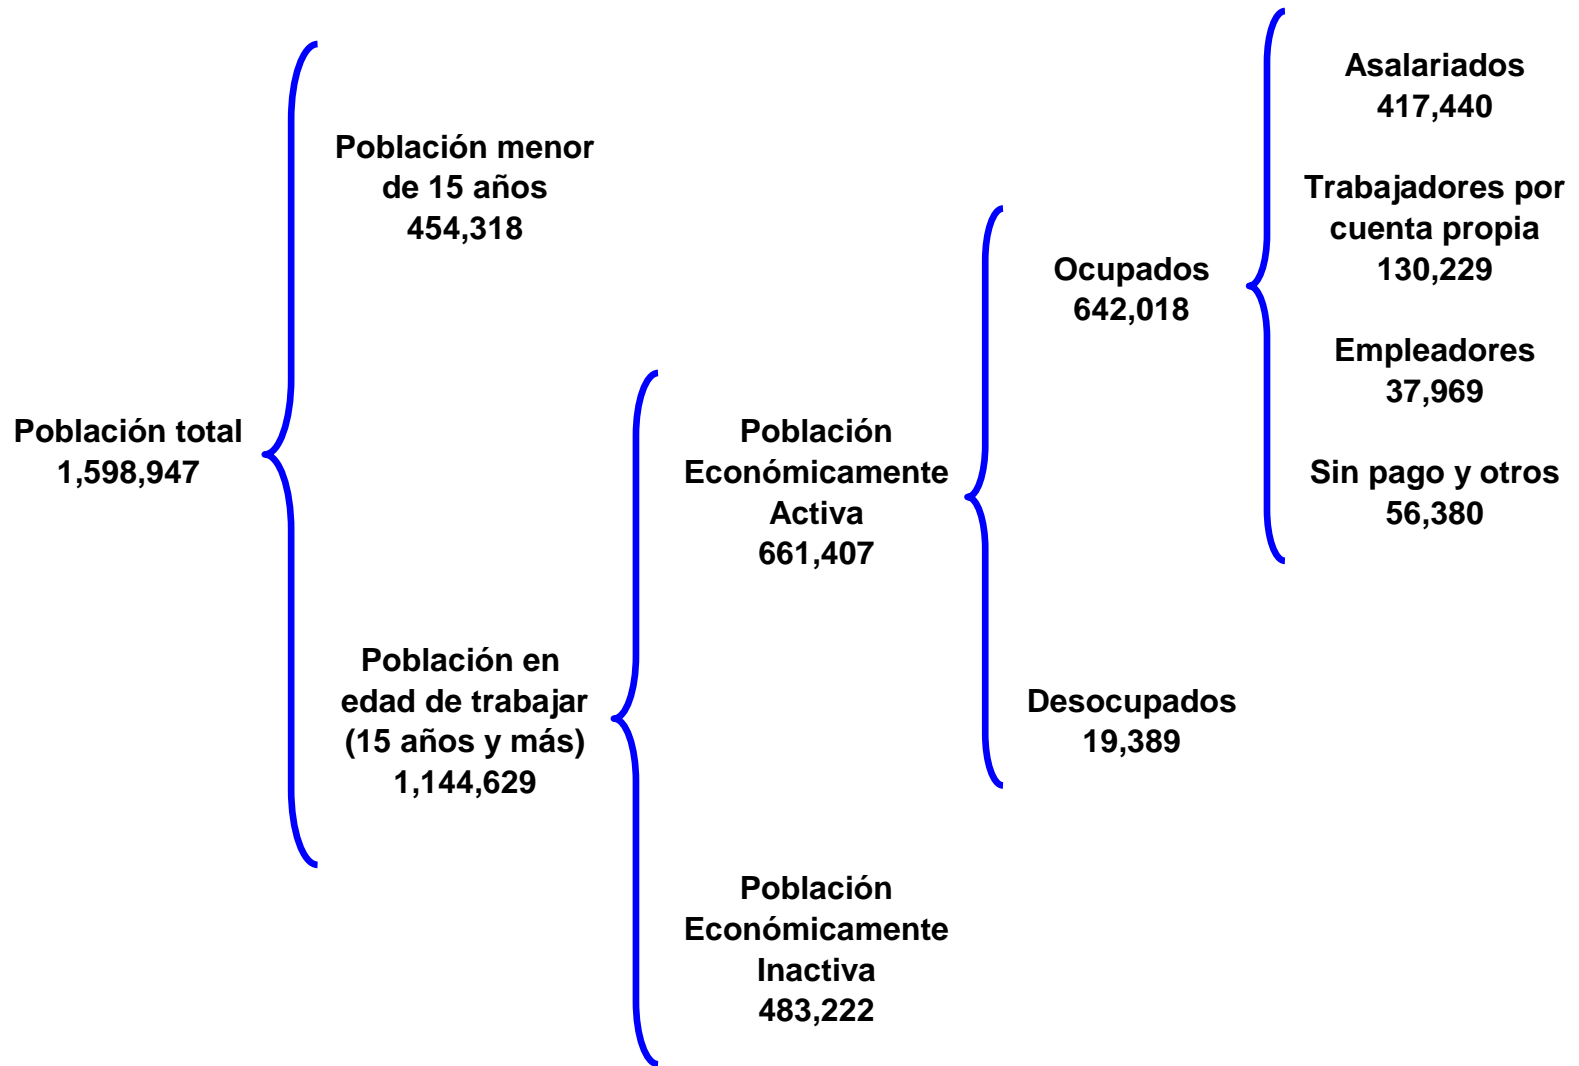 Población total
1,598,947
Población menor
de 15 años
454,318
Población en
edad de trabajar
(15 años y más)
1,144,629
Población
Económicamente
Activa
661,407
Población
Económicamente
Inactiva
483,222
Ocupados
642,018
Desocupados
19,389
Asalariados
417,440
Trabajadores por
cuenta propia
130,229
Empleadores
37,969
Sin pago y otros
56,380